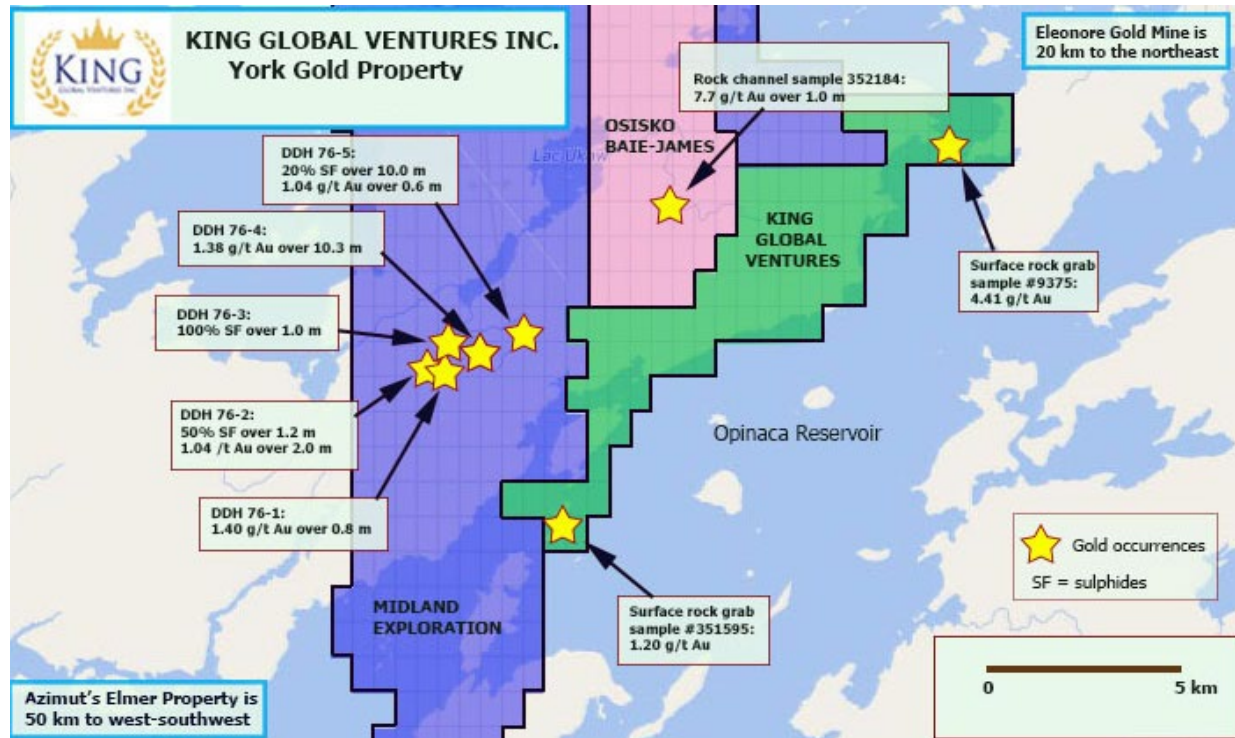 KING
GLOBAL VENTURES INC
KING GLOBAL VENTURES INC.
York Gold Property
Eleonore Gold Mine is
20 km to the northeast
Rock channel sample 352184:
7.7 g/t Au over 1.0 m
OSISKO
BAIE-JAMES
Lac Ukaw
DDH 76-5:
20% SF over 10.0 m
1.04 g/t Au over 0.6 m
DDH 76-4:
1.38 g/t Au over 10.3 m
KING
GLOBAL
VENTURES
Surface rock grab
sample #9375:
4.41 g/t Au
DDH 76-3:
100% SF over 1.0 m
DDH 76-2:
50% SF over 1.2 m
1.04 /t Au over 2.0 m
Opinaca Reservoir
DDH 76-1:
1.40 g/t Au over 0.8 m
Gold occurrences
SF = sulphides
MIDLAND
EXPLORATION
Surface rock grab
sample #351595:
1.20 g/t Au
0 5 km
Azimut's Elmer Property is
50 km to west-southwest